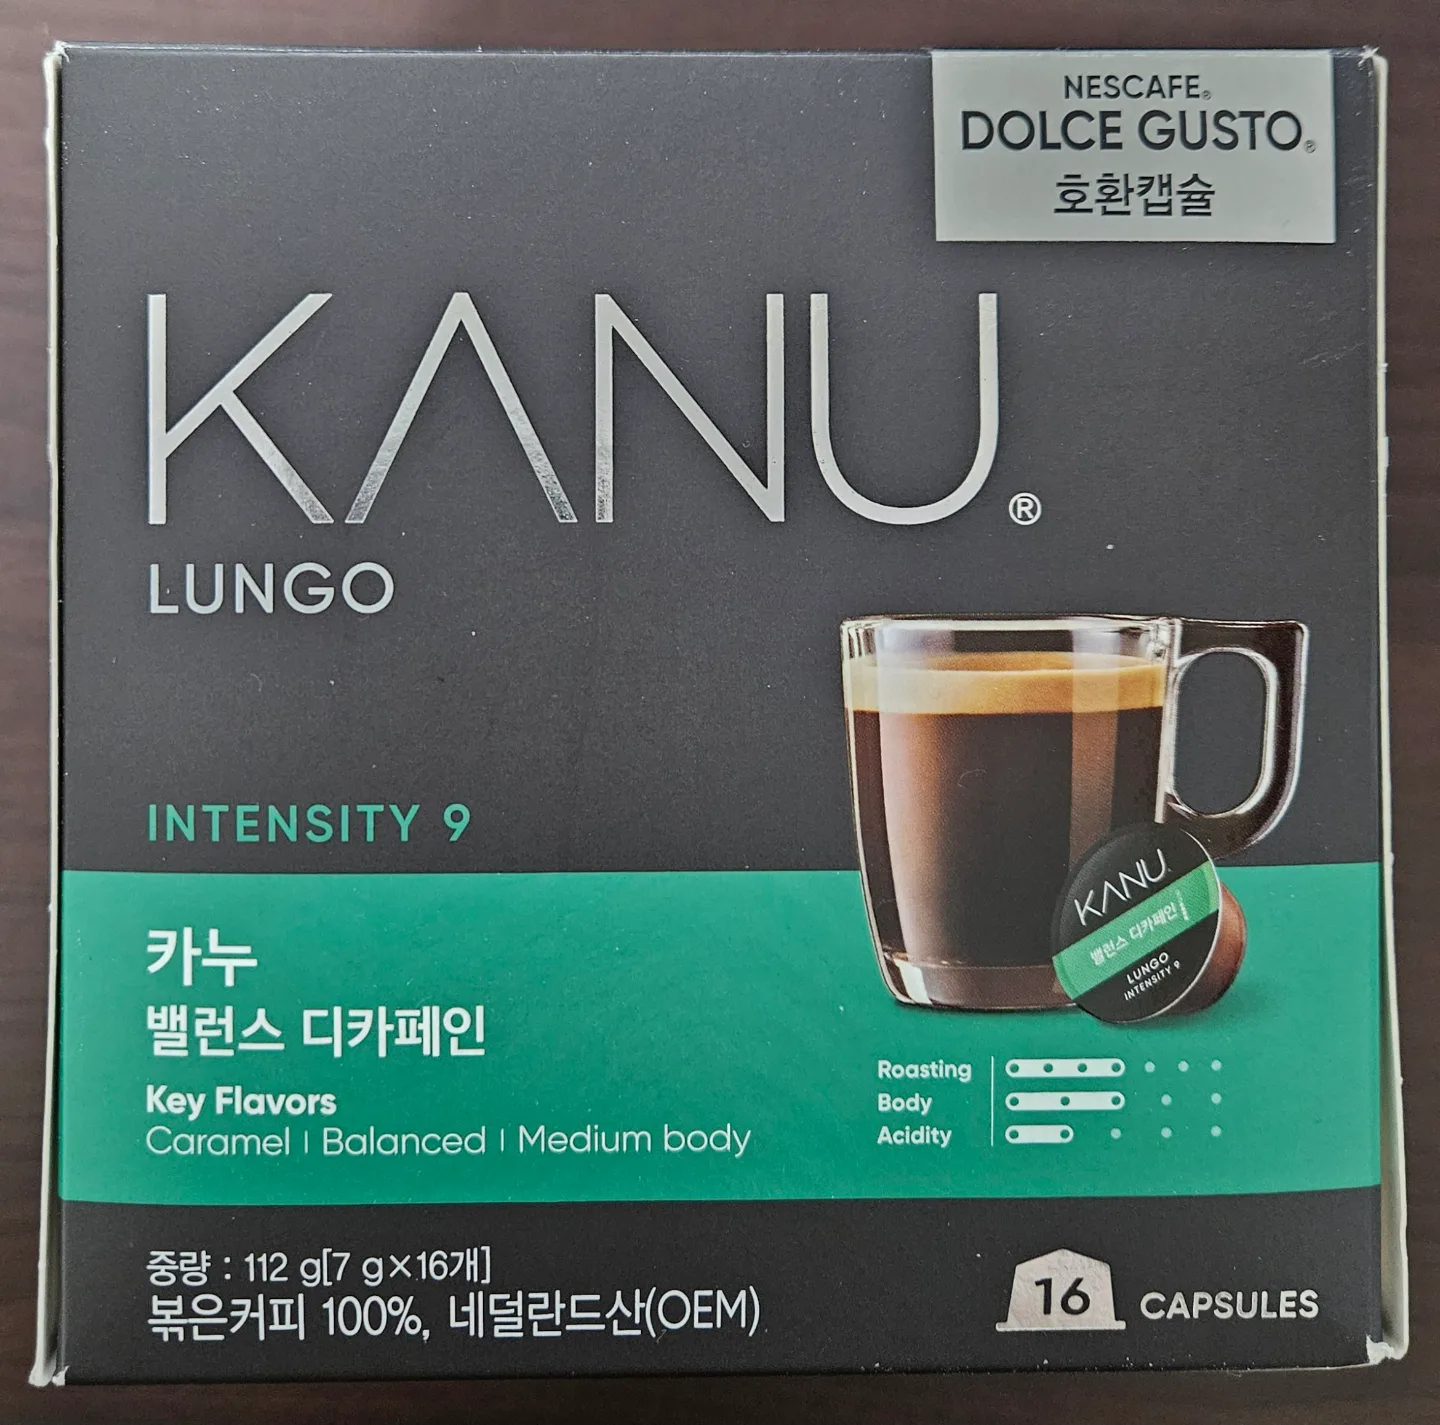 NESCAFE®
DOLCE GUSTO®
호환캡슐
KANU®
LUNGO
INTENSITY 9
카누
밸런스 디카페인
Key Flavors
Caramel | Balanced | Medium body
KANU
밸런스 디카페인
LUNGO
INTENSITY 9
Roasting
Body
Acidity
중량 : 112 g[7 g×16개]
볶은커피 100%, 네덜란드산(OEM)
16 CAPSULES